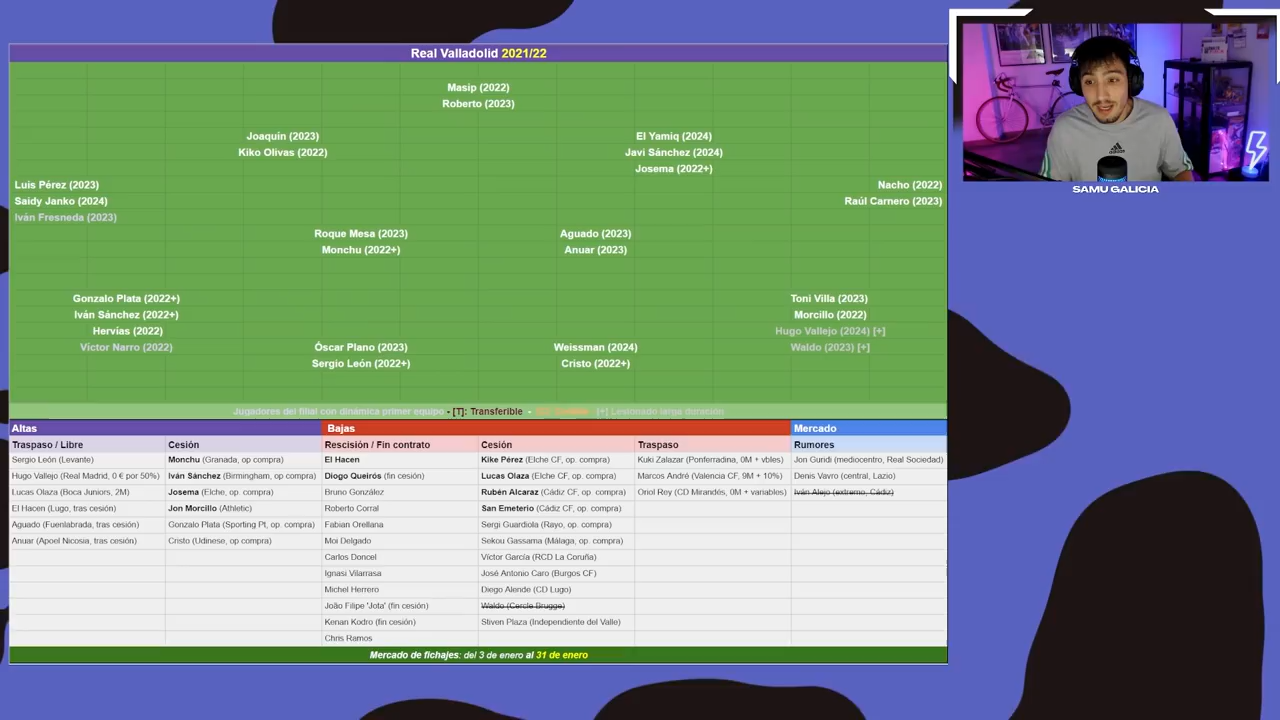 Real Valladolid 2021/22
Masip (2022)
Roberto (2023)
Joaquín (2023)
El Yamiq (2024)
Kiko Olivas (2022)
Javi Sánchez (2024)
Josema (2022+)
Luis Pérez (2023)
Nacho (2022)
Saidy Janko (2024)
Raúl Carnero (2023)
Iván Fresneda (2023)
Roque Mesa (2023)
Aguado (2023)
Monchu (2022+)
Anuar (2023)
Gonzalo Plata (2022+)
Toni Villa (2023)
Iván Sánchez (2022+)
Morcillo (2022)
Hervías (2022)
Hugo Vallejo (2024) [+]
Víctor Narro (2022)
Óscar Plano (2023)
Weissman (2024)
Waldo (2023) [+]
Sergio León (2022+)
Cristo (2022+)
Jugadores del filial con dinámica primer equipo - [T]: Transferible - [+] Lesionado larga duración
Altas
Bajas
Mercado
Traspaso / Libre
Cesión
Rescisión / Fin contrato
Cesión
Traspaso
Rumores
Sergio León (Levante)
Monchu (Granada, op compra)
El Hacen
Kike Pérez (Elche CF, op. compra)
Kuki Zalazar (Ponferradina, 0M + vbles)
Jon Guridi (mediocentro, Real Sociedad)
Hugo Vallejo (Real Madrid, 0 € por 50%)
Iván Sánchez (Birmingham, op compra)
Diogo Queirós (fin cesión)
Lucas Olaza (Elche CF, op. compra)
Marcos André (Valencia CF, 9M + 10%)
Denis Vavro (central, Lazio)
Lucas Olaza (Boca Juniors, 2M)
Josema (Elche, op. compra)
Bruno González
Rubén Alcaraz (Cádiz CF, op. compra)
Oriol Rey (CD Mirandés, 0M + variables)
Iván Alejo (extremo, Cádiz)
El Hacen (Lugo, tras cesión)
Jon Morcillo (Athletic)
Roberto Corral
San Emeterio (Cádiz CF, op. compra)
Aguado (Fuenlabrada, tras cesión)
Gonzalo Plata (Sporting Pt, op. compra)
Fabian Orellana
Sergi Guardiola (Rayo, op. compra)
Anuar (Apoel Nicosia, tras cesión)
Cristo (Udinese, op compra)
Moi Delgado
Sekou Gassama (Málaga, op. compra)
Carlos Doncel
Víctor García (RCD La Coruña)
Ignasi Vilarrasa
José Antonio Caro (Burgos CF)
Michel Herrero
Diego Alende (CD Lugo)
João Filipe 'Jota' (fin cesión)
Waldo (Cercle Brugge)
Kenan Kodro (fin cesión)
Stiven Plaza (Independiente del Valle)
Chris Ramos
Mercado de fichajes: del 3 de enero al 31 de enero
adidas
SAMU GALICIA